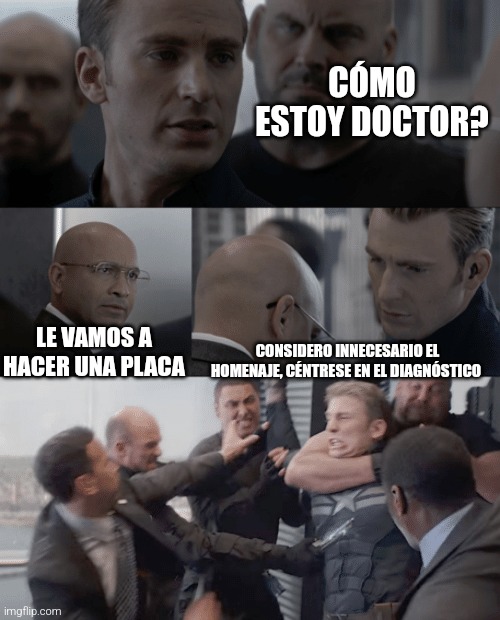 CÓMO
ESTOY DOCTOR?
LE VAMOS A
HACER UNA PLACA
CONSIDERO INNECESARIO EL
HOMENAJE, CÉNTRESE EN EL DIAGNÓSTICO
imgflip.com